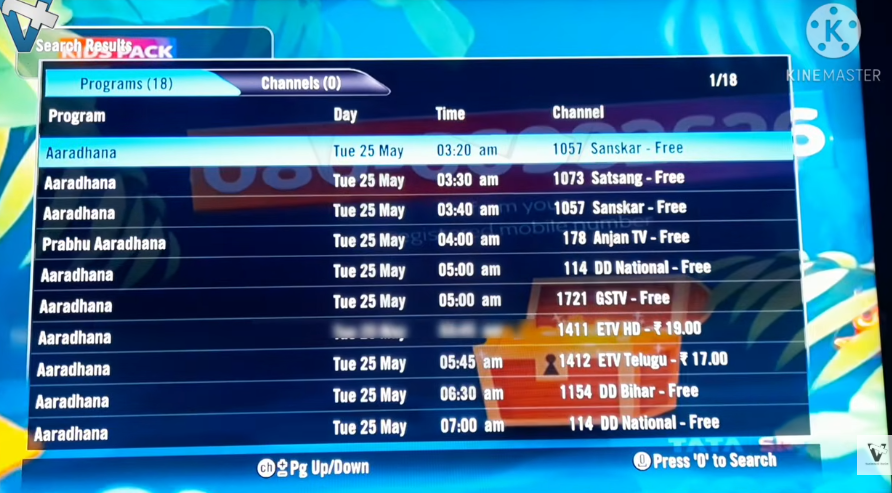 Search Results
KIDS PACK
KINEMASTER
Programs (18) Channels (0) 1/18
Program Day Time Channel
Aaradhana Tue 25 May 03:20 am 1057 Sanskar - Free
Aaradhana Tue 25 May 03:30 am 1073 Satsang - Free
Aaradhana Tue 25 May 03:40 am 1057 Sanskar - Free
Prabhu Aaradhana Tue 25 May 04:00 am 178 Anjan TV - Free
Aaradhana Tue 25 May 05:00 am 114 DD National - Free
Aaradhana Tue 25 May 05:00 am 1721 GSTV - Free
Aaradhana 1411 ETV HD - ₹ 19.00
Aaradhana Tue 25 May 05:45 am 1412 ETV Telugu - ₹ 17.00
Aaradhana Tue 25 May 06:30 am 1154 DD Bihar - Free
Aaradhana Tue 25 May 07:00 am 114 DD National - Free
TATA
ch Pg Up/Down Press '0' to Search